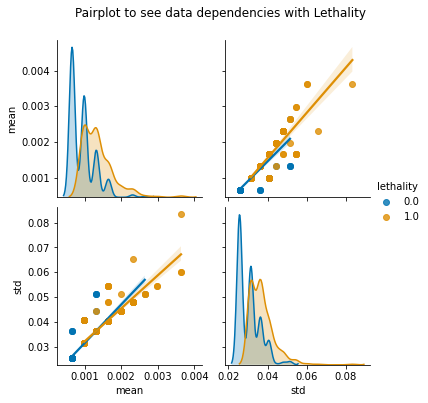 Pairplot to see data dependencies with Lethality
0.004
0.003
0.002
0.001
mean
lethality
0.0
1.0
0.08
0.07
0.06
0.05
0.04
0.03
std
0.001 0.002 0.003 0.004
mean
0.02 0.04 0.06 0.08
std